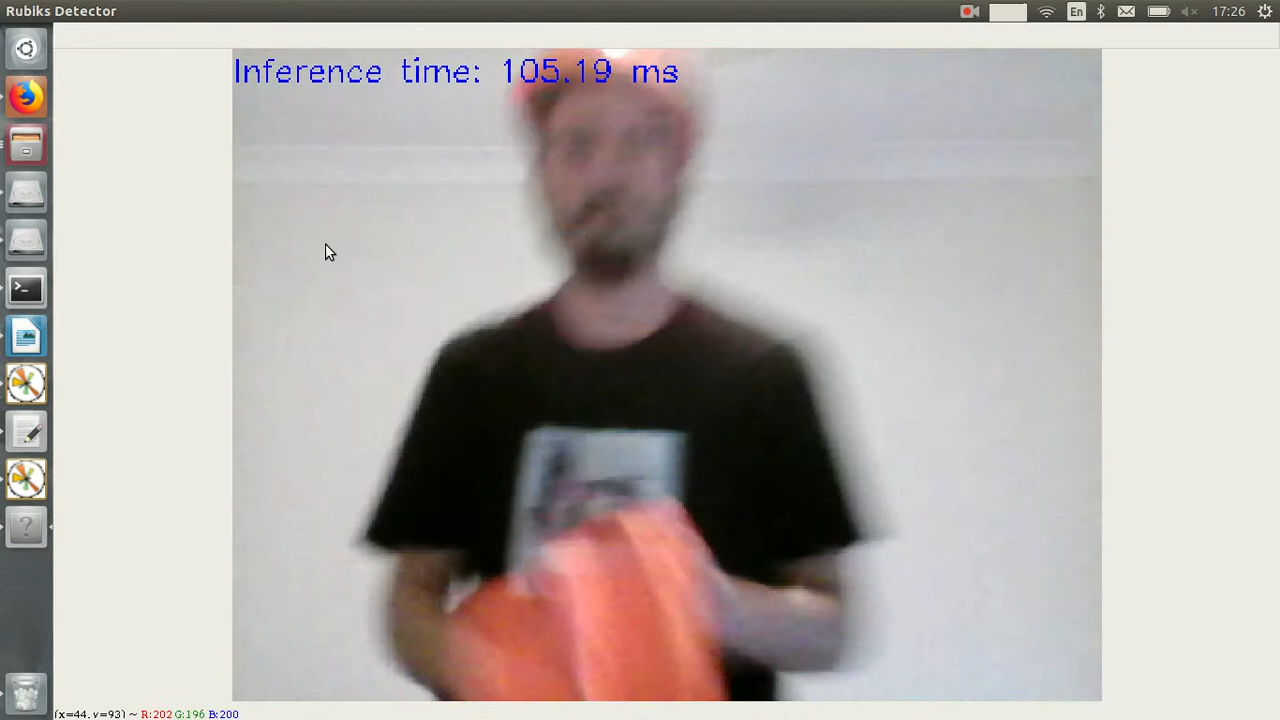 Rubiks Detector
En
17:26
Inference time: 105.19 ms
(x=44, y=93) ~ R:202 G:196 B:200